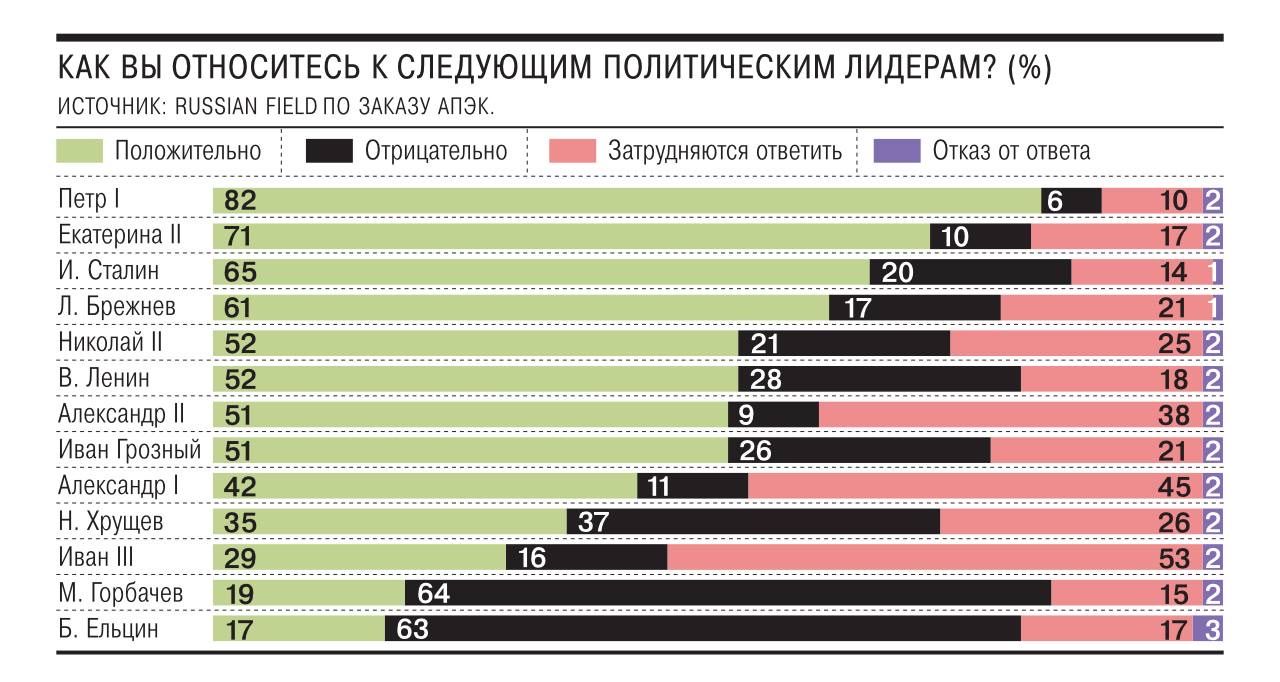 КАК ВЫ ОТНОСИТЕСЬ К СЛЕДУЮЩИМ ПОЛИТИЧЕСКИМ ЛИДЕРАМ? (%)
ИСТОЧНИК: RUSSIAN FIELD ПО ЗАКАЗУ АПЭК.
Положительно Отрицательно Затрудняются ответить Отказ от ответа
Петр I 82 6 10 2
Екатерина II 71 10 17 2
И. Сталин 65 20 14 1
Л. Брежнев 61 17 21 1
Николай II 52 21 25 2
В. Ленин 52 28 18 2
Александр II 51 9 38 2
Иван Грозный 51 26 21 2
Александр I 42 11 45 2
Н. Хрущев 35 37 26 2
Иван III 29 16 53 2
М. Горбачев 19 64 15 2
Б. Ельцин 17 63 17 3